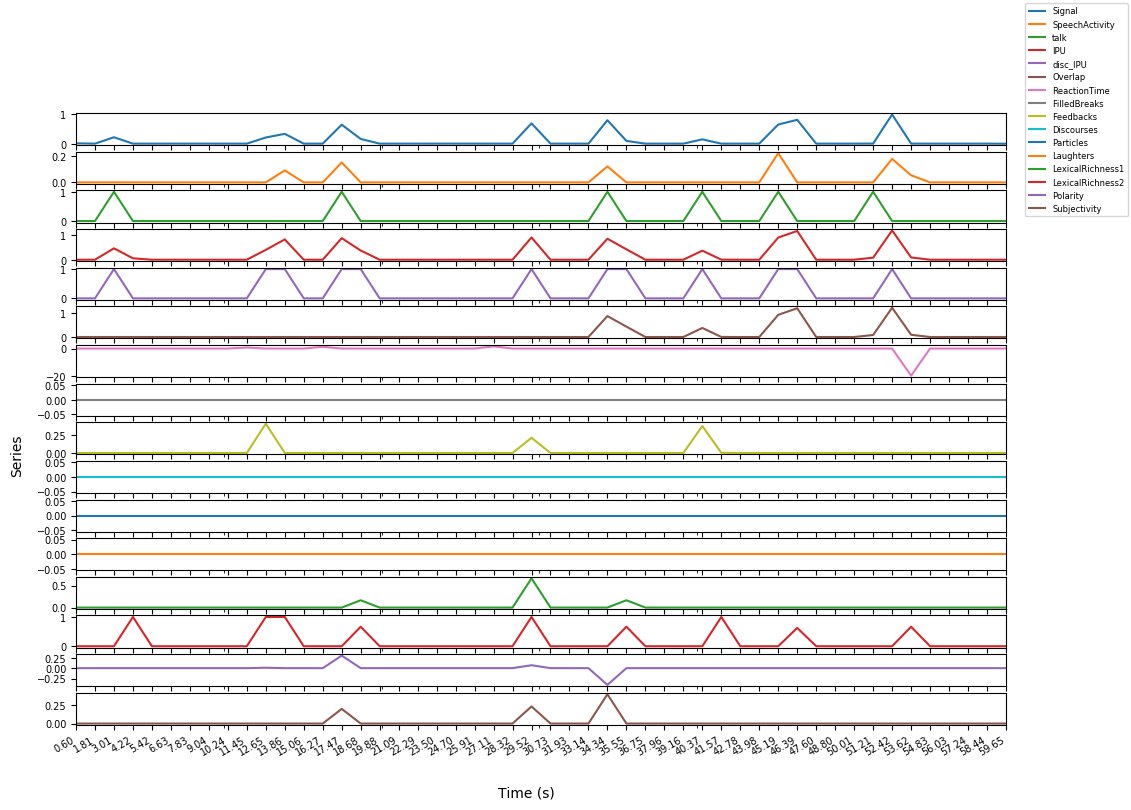 Signal
SpeechActivity
talk
IPU
disc_IPU
Overlap
ReactionTime
FilledBreaks
Feedbacks
Discourses
Particles
Laughters
LexicalRichness1
LexicalRichness2
Polarity
Subjectivity
1
0
0.2
0.0
1
0
1
0
1
0
1
0
0
−20
0.05
0.00
−0.05
0.25
0.00
0.05
0.00
−0.05
0.05
0.00
−0.05
0.05
0.00
−0.05
0.5
0.0
1
0
0.25
0.00
−0.25
0.25
0.00
Series
0.60 1.81 3.01 4.22 5.42 6.63 7.83 9.04 10.24 11.45 12.65 13.86 15.06 16.27 17.47 18.68 19.88 21.09 22.29 23.50 24.70 25.91 27.11 28.32 29.52 30.73 31.93 33.14 34.34 35.55 36.75 37.96 39.16 40.37 41.57 42.78 43.98 45.19 46.39 47.60 48.80 50.01 51.21 52.42 53.62 54.83 56.03 57.24 58.44 59.65
Time (s)